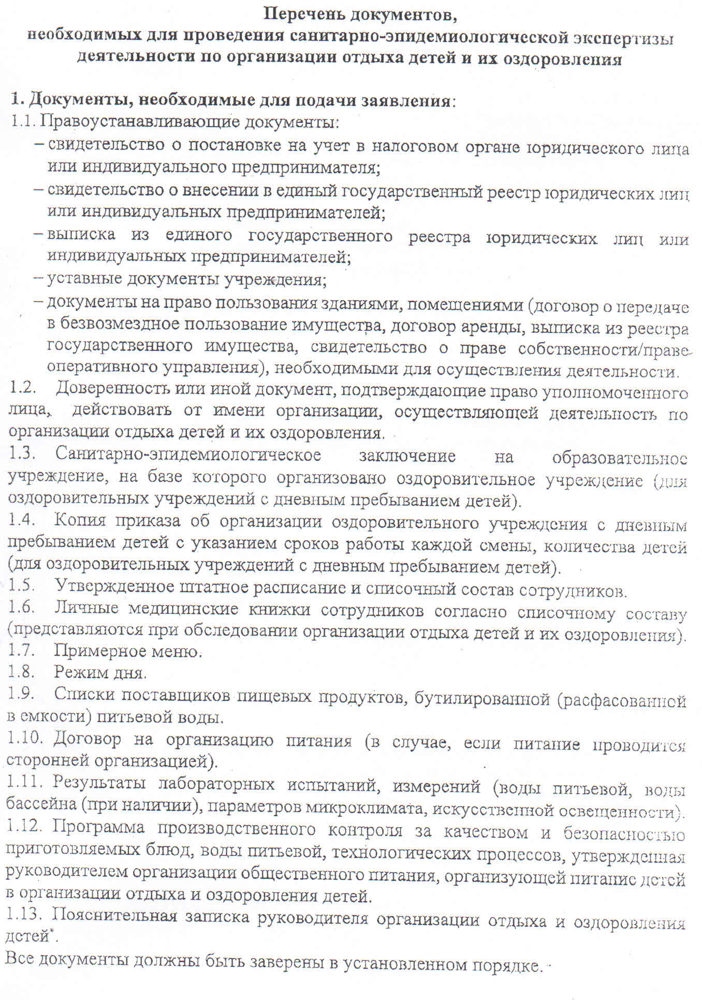 Перечень документов,
необходимых для проведения санитарно-эпидемиологической экспертизы
деятельности по организации отдыха детей и их оздоровления
1. Документы, необходимые для подачи заявления:
1.1. Правоустанавливающие документы:
– свидетельство о постановке на учет в налоговом органе юридического лица
или индивидуального предпринимателя;
– свидетельство о внесении в единый государственный реестр юридических лиц
или индивидуальных предпринимателей;
– выписка из единого государственного реестра юридических лиц или
индивидуальных предпринимателей;
– уставные документы учреждения;
– документы на право пользования зданиями, помещениями (договор о передаче
в безвозмездное пользование имущества, договор аренды, выписка из реестра
государственного имущества, свидетельство о праве собственности/праве
оперативного управления), необходимыми для осуществления деятельности.
1.2. Доверенность или иной документ, подтверждающие право уполномоченного
лица, действовать от имени организации, осуществляющей деятельность по
организации отдыха детей и их оздоровления.
1.3. Санитарно-эпидемиологическое заключение на образовательное
учреждение, на базе которого организовано оздоровительное учреждение (для
оздоровительных учреждений с дневным пребыванием детей).
1.4. Копия приказа об организации оздоровительного учреждения с дневным
пребыванием детей с указанием сроков работы каждой смены, количества детей
(для оздоровительных учреждений с дневным пребыванием детей).
1.5. Утвержденное штатное расписание и списочный состав сотрудников.
1.6. Личные медицинские книжки сотрудников согласно списочному составу
(представляются при обследовании организации отдыха детей и их оздоровления).
1.7. Примерное меню.
1.8. Режим дня.
1.9. Списки поставщиков пищевых продуктов, бутилированной (расфасованной
в емкости) питьевой воды.
1.10. Договор на организацию питания (в случае, если питание проводится
сторонней организацией).
1.11. Результаты лабораторных испытаний, измерений (воды питьевой, воды
бассейна (при наличии), параметров микроклимата, искусственной освещенности).
1.12. Программа производственного контроля за качеством и безопасностью
приготовляемых блюд, воды питьевой, технологических процессов, утвержденная
руководителем организации общественного питания, организующей питание детей
в организации отдыха и оздоровления детей.
1.13. Пояснительная записка руководителя организации отдыха и оздоровления
детей*.
Все документы должны быть заверены в установленном порядке.